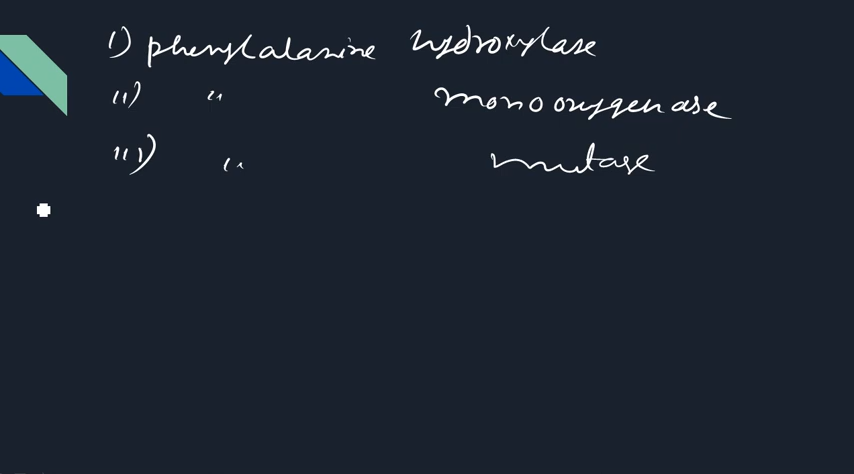 i) phenylalanine hydroxylase
ii) " monooxygenase
iii) " mutase